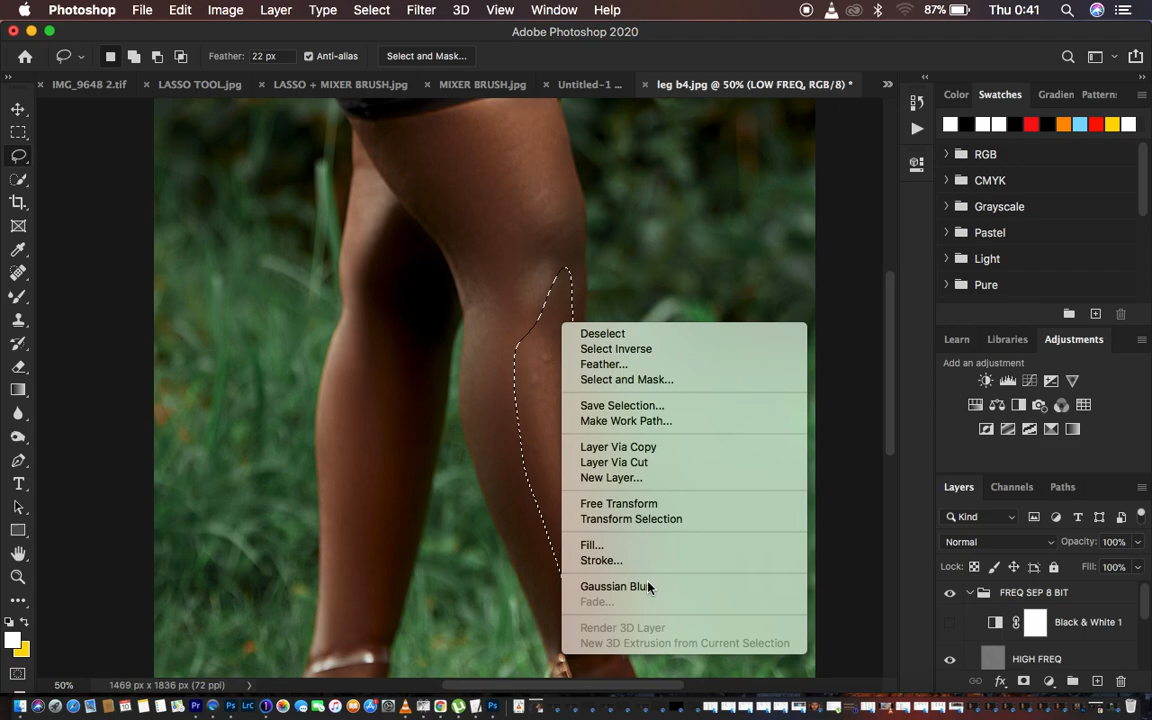 Photoshop File Edit Image Layer Type Select Filter 3D View Window Help 87% Thu 0:41
Adobe Photoshop 2020
Feather: 22 px Anti-alias Select and Mask...
IMG_9648 2.tif LASSO TOOL.jpg LASSO + MIXER BRUSH.jpg MIXER BRUSH.jpg Untitled-1 ... leg b4.jpg @ 50% (LOW FREQ, RGB/8) *
Color Swatches Gradien Pattern
RGB
CMYK
Grayscale
Pastel
Light
Pure
Learn Libraries Adjustments
Add an adjustment
Deselect
Select Inverse
Feather...
Select and Mask...
Save Selection...
Make Work Path...
Layer Via Copy
Layer Via Cut
New Layer...
Free Transform
Transform Selection
Fill...
Stroke...
Gaussian Blur
Fade...
Render 3D Layer
New 3D Extrusion from Current Selection
Layers Channels Paths
Kind
Normal Opacity: 100%
Lock: Fill: 100%
FREQ SEP 8 BIT
Black & White 1
HIGH FREQ
50% 1469 px x 1836 px (72 ppi)